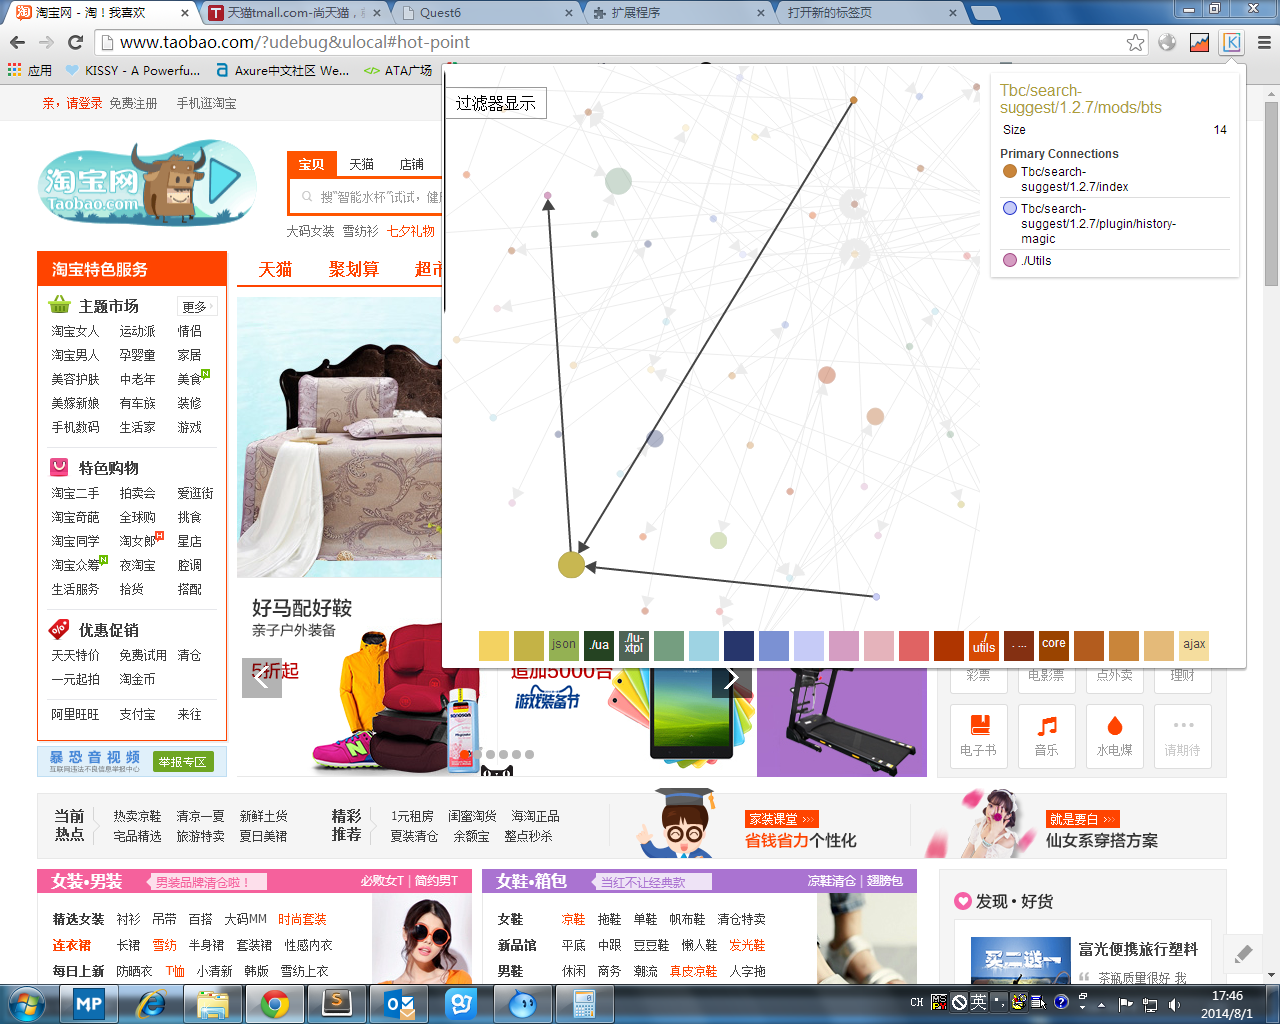 淘宝网 - 淘！我喜欢
天猫tmall.com-尚天猫，
Quest6
扩展程序
打开新的标签页
www.taobao.com/?udebug&ulocal#hot-point
应用
KISSY - A Powerfu...
Axure中文社区 We...
ATA广场
亲，请登录 免费注册 手机逛淘宝
淘宝网
Taobao.com
宝贝 天猫 店铺
搜"智能水杯"试试，健
大码女装 雪纺衫 七夕礼物
淘宝特色服务
天猫 聚划算 超市
主题市场 更多
淘宝女人 运动派 情侣
淘宝男人 孕婴童 家居
美容护肤 中老年 美食 N
美嫁新娘 有车族 装修
手机数码 生活家 游戏
特色购物
淘宝二手 拍卖会 爱逛街
淘宝奇葩 全球购 挑食
淘宝同学 淘女郎 H 星店
淘宝众筹 N 夜淘宝 腔调
生活服务 拾货 搭配
优惠促销
天天特价 免费试用 清仓
一元起拍 淘金币
阿里旺旺 支付宝 来往
暴恐音视频
互联网违法不良信息举报中心
举报专区
过滤器显示
Tbc/search-
suggest/1.2.7/mods/bts
Size 14
Primary Connections
Tbc/search-
suggest/1.2.7/index
Tbc/search-
suggest/1.2.7/plugin/history-
magic
./Utils
json
./ua
./lu-
xtpl
./
utils
. ...
core
ajax
好马配好鞍
亲子户外装备
5折起
追加5000台
游戏装备节
彩票 电影票 点外卖 理财
电子书 音乐 水电煤 请期待
当前
热点
热卖凉鞋 清凉一夏 新鲜土货
宅品精选 旅游特卖 夏日美裙
精彩
推荐
1元租房 闺蜜淘货 海淘正品
夏装清仓 余额宝 整点秒杀
家装课堂 >>>
省钱省力个性化
就是要白 >>>
仙女系穿搭方案
女装•男装 男装品牌清仓啦！ 必败女T | 简约男T
精选女装 衬衫 吊带 百搭 大码MM 时尚套装
连衣裙 长裙 雪纺 半身裙 套装裙 性感内衣
每日上新 防晒衣 T恤 小清新 韩版 雪纺上衣
女鞋•箱包 当红不让经典款 凉鞋清仓 | 翅膀包
女鞋 凉鞋 拖鞋 单鞋 帆布鞋 清仓特卖
新品馆 平底 中跟 豆豆鞋 懒人鞋 发光鞋
男鞋 休闲 商务 潮流 真皮凉鞋 人字拖
发现 • 好货
买二送一
富光便携旅行塑料
茶瓶质里很好 我
MP
CH
英
17:46
2014/8/1